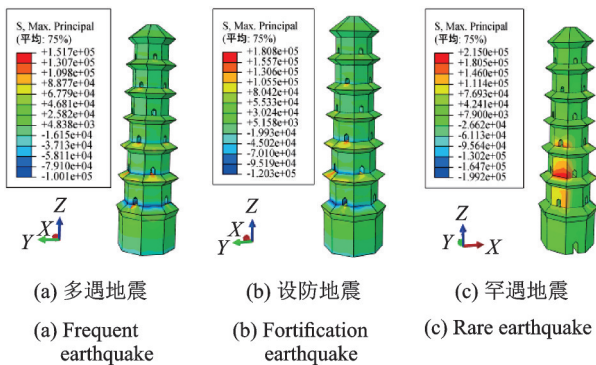 S, Max. Principal
(平均: 75%)
+1.517e+05
+1.307e+05
+1.098e+05
+8.877e+04
+6.779e+04
+4.681e+04
+2.582e+04
+4.838e+03
-1.615e+04
-3.713e+04
-5.811e+04
-7.910e+04
-1.001e+05
Z
X
Y
(a) 多遇地震
(a) Frequent
earthquake
S, Max. Principal
(平均: 75%)
+1.808e+05
+1.557e+05
+1.306e+05
+1.055e+05
+8.042e+04
+5.533e+04
+3.024e+04
+5.158e+03
-1.993e+04
-4.502e+04
-7.010e+04
-9.519e+04
-1.203e+05
Z
X
Y
(b) 设防地震
(b) Fortification
earthquake
S, Max. Principal
(平均: 75%)
+2.150e+05
+1.805e+05
+1.460e+05
+1.114e+05
+7.693e+04
+4.241e+04
+7.900e+03
-2.662e+04
-6.113e+04
-9.564e+04
-1.302e+05
-1.647e+05
-1.992e+05
Z
Y
X
(c) 罕遇地震
(c) Rare earthquake